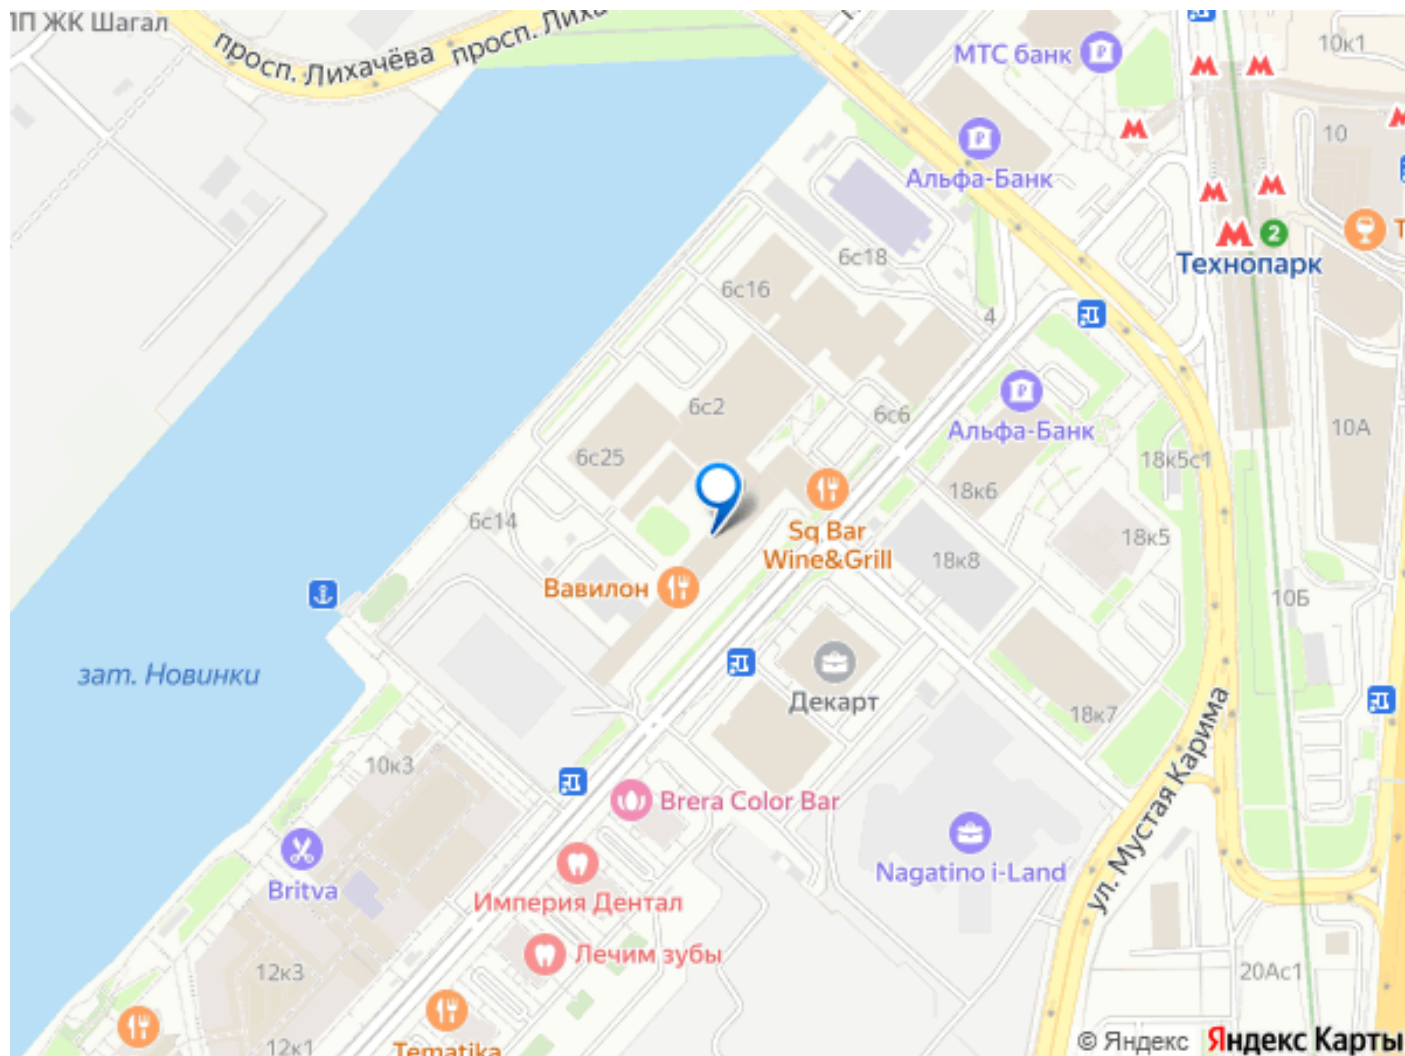 ІП ЖК Шагал
просп. Лихачёва
просп. Лиха
МТС банк
10к1
10
Альфа-Банк
2
Технопарк
6с18
6с16
4
6с2
6с6
Альфа-Банк
10А
6с25
18к5с1
18к6
6с14
Sq Bar
Wine&Grill
18к5
18к8
Вавилон
10Б
зат. Новинки
Декарт
18к7
ул. Мустая Карима
10к3
Brera Color Bar
Nagatino i-Land
Britva
Империя Дентал
Лечим зубы
12к3
20Ас1
12к1
Tematika
© Яндекс Яндекс Карты